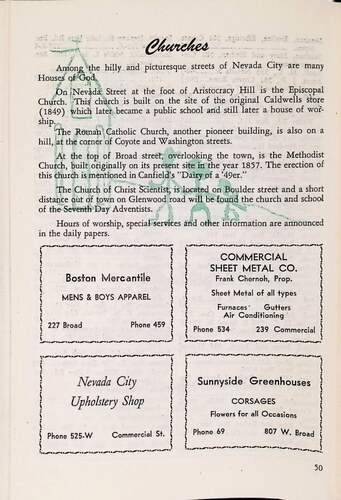 Churches
Among the hilly and picturesque streets of Nevada City are many
Houses of God.
On Nevada Street at the foot of Aristocracy Hill is the Episcopal
Church. This church is built on the site of the original Caldwells store
(1849) which later became a public school and still later a house of wor-
ship.
The Roman Catholic Church, another pioneer building, is also on a
hill, at the corner of Coyote and Washington streets.
At the top of Broad street, overlooking the town, is the Methodist
Church, built originally on its present site in the year 1857. The erection of
this church is mentioned in Canfield's "Dairy of a '49er."
The Church of Christ Scientist, is located on Boulder street and a short
distance out of town on Glenwood road will be found the church and school
of the Seventh Day Adventists.
Hours of worship, special services and other information are announced
in the daily papers.
Boston Mercantile
MENS & BOYS APPAREL
227 Broad Phone 459
COMMERCIAL
SHEET METAL CO.
Frank Chernoh, Prop.
Sheet Metal of all types
Furnaces Gutters
Air Conditioning
Phone 534 239 Commercial
Nevada City
Upholstery Shop
Phone 525-W Commercial St.
Sunnyside Greenhouses
CORSAGES
Flowers for all Occasions
Phone 69 807 W. Broad
50